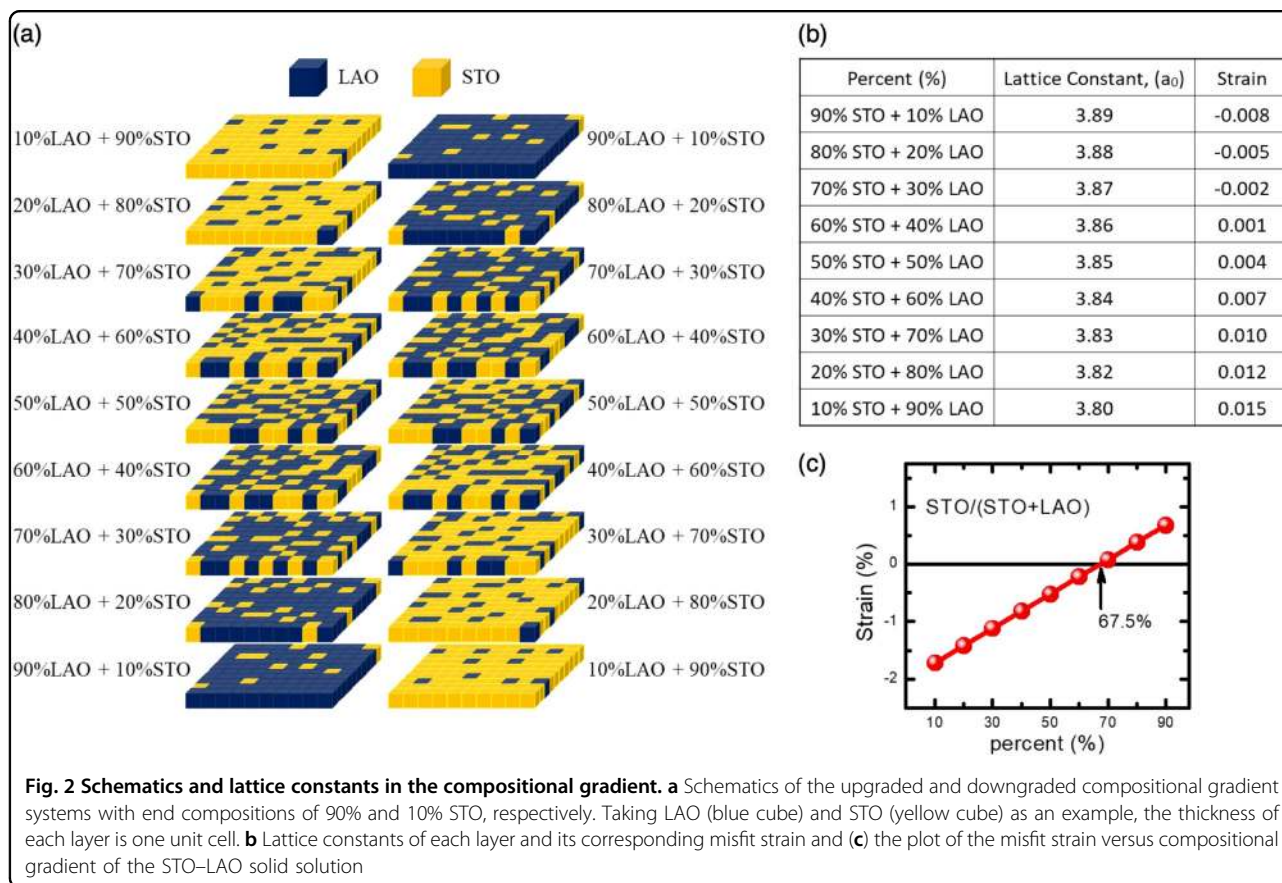 (a)
LAO STO
10%LAO + 90%STO 90%LAO + 10%STO
20%LAO + 80%STO 80%LAO + 20%STO
30%LAO + 70%STO 70%LAO + 30%STO
40%LAO + 60%STO 60%LAO + 40%STO
50%LAO + 50%STO 50%LAO + 50%STO
60%LAO + 40%STO 40%LAO + 60%STO
70%LAO + 30%STO 30%LAO + 70%STO
80%LAO + 20%STO 20%LAO + 80%STO
90%LAO + 10%STO 10%LAO + 90%STO
(b)
Percent (%) Lattice Constant, (a₀) Strain
90% STO + 10% LAO 3.89 -0.008
80% STO + 20% LAO 3.88 -0.005
70% STO + 30% LAO 3.87 -0.002
60% STO + 40% LAO 3.86 0.001
50% STO + 50% LAO 3.85 0.004
40% STO + 60% LAO 3.84 0.007
30% STO + 70% LAO 3.83 0.010
20% STO + 80% LAO 3.82 0.012
10% STO + 90% LAO 3.80 0.015
(c)
STO/(STO+LAO)
Strain (%)
1
0
-1
-2
67.5%
10 30 50 70 90
percent (%)
Fig. 2 Schematics and lattice constants in the compositional gradient. a Schematics of the upgraded and downgraded compositional gradient
systems with end compositions of 90% and 10% STO, respectively. Taking LAO (blue cube) and STO (yellow cube) as an example, the thickness of
each layer is one unit cell. b Lattice constants of each layer and its corresponding misfit strain and (c) the plot of the misfit strain versus compositional
gradient of the STO–LAO solid solution